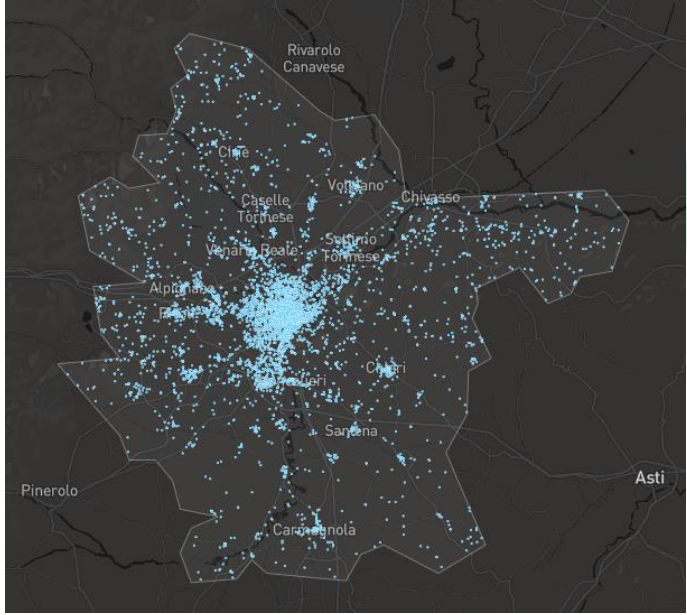 Rivarolo
Canavese
Ciriè
Volpiano
Caselle
Torinese
Chivasso
Venaria Reale
Settimo
Torinese
Alpignano
Chieri
Santena
Asti
Pinerolo
Carmagnola